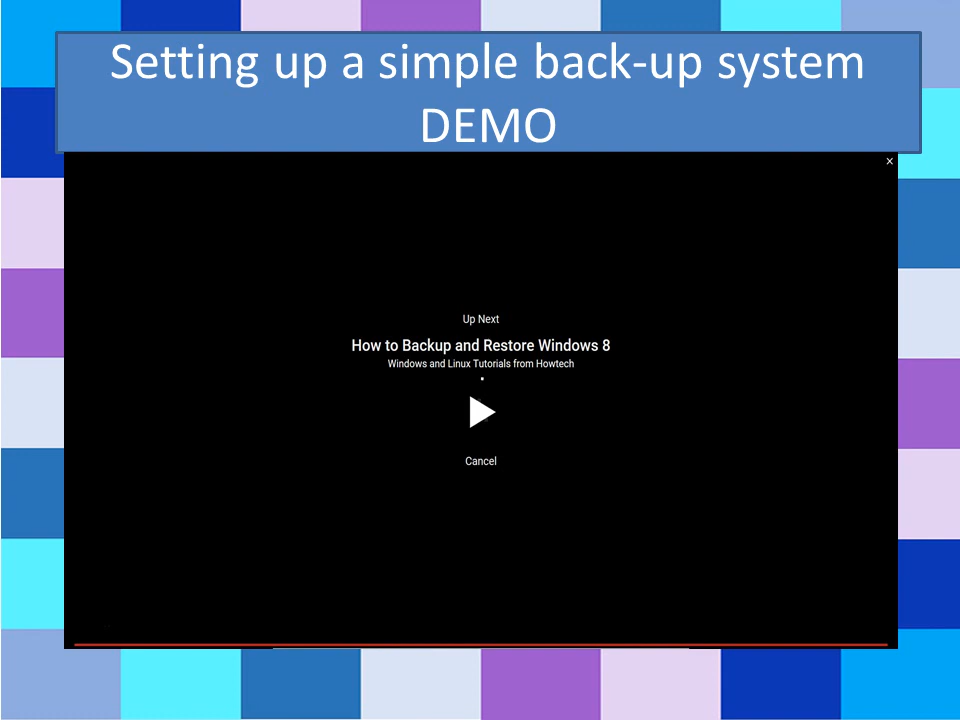 Setting up a simple back-up system
DEMO
x
Up Next
How to Backup and Restore Windows 8
Windows and Linux Tutorials from Howtech
Cancel